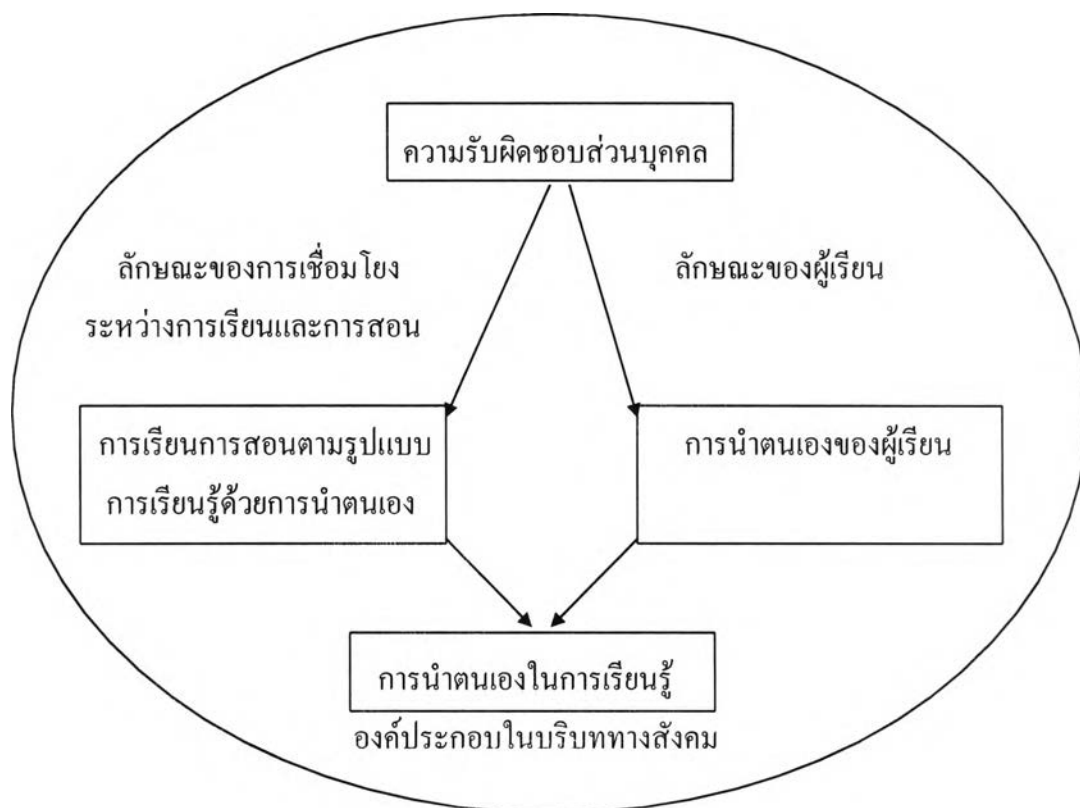 ความรับผิดชอบส่วนบุคคล
ลักษณะของการเชื่อมโยง
ระหว่างการเรียนและการสอน
ลักษณะของผู้เรียน
การเรียนการสอนตามรูปแบบ
การเรียนรู้ด้วยการนำตนเอง
การนำตนเองของผู้เรียน
การนำตนเองในการเรียนรู้
องค์ประกอบในบริบททางสังคม